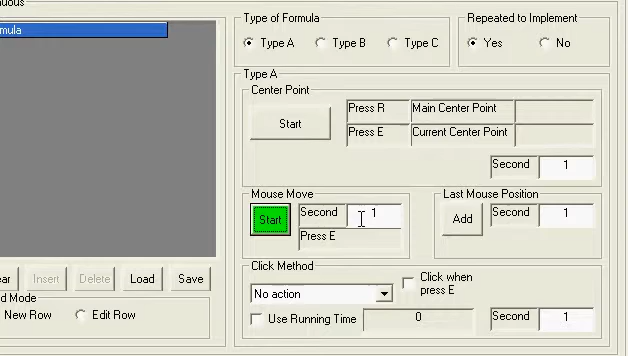 nuous
rmula
Type of Formula
Type A
Type B
Type C
Repeated to Implement
Yes
No
Type A
Center Point
Start
Press R
Main Center Point
Press E
Current Center Point
Second
1
Mouse Move
Start
Second
1
Press E
Last Mouse Position
Add
Second
1
ear
Insert
Delete
Load
Save
d Mode
New Row
Edit Row
Click Method
No action
Click when
press E
Use Running Time
0
Second
1